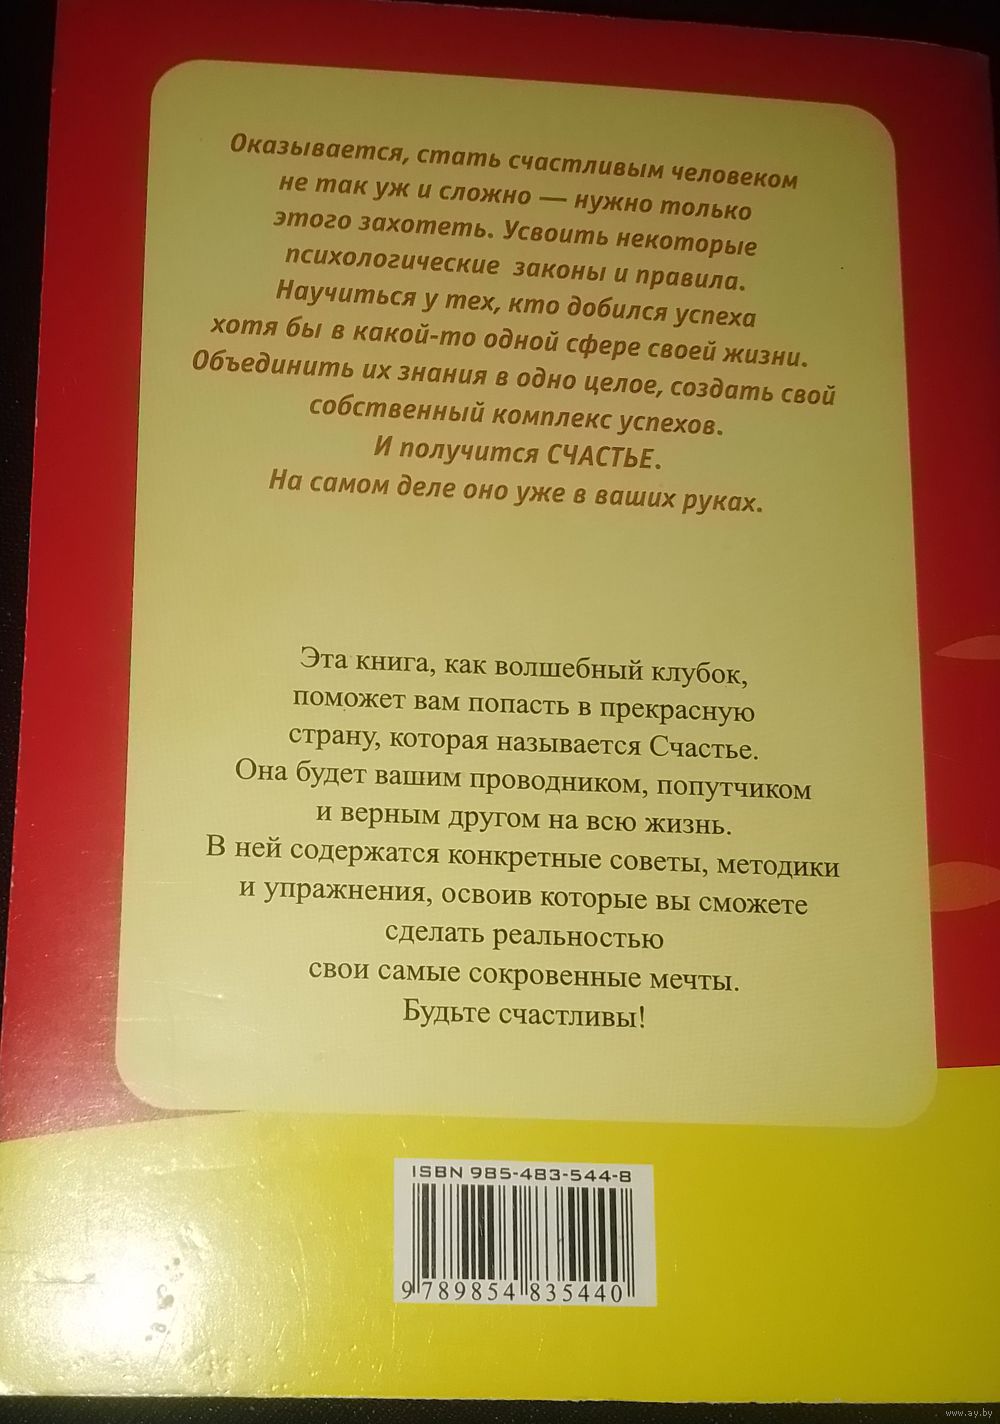 Оказывается, стать счастливым человеком
не так уж и сложно — нужно только
этого захотеть. Усвоить некоторые
психологические законы и правила.
Научиться у тех, кто добился успеха
хотя бы в какой-то одной сфере своей жизни.
Объединить их знания в одно целое, создать свой
собственный комплекс успехов.
И получится СЧАСТЬЕ.
На самом деле оно уже в ваших руках.
Эта книга, как волшебный клубок,
поможет вам попасть в прекрасную
страну, которая называется Счастье.
Она будет вашим проводником, попутчиком
и верным другом на всю жизнь.
В ней содержатся конкретные советы, методики
и упражнения, освоив которые вы сможете
сделать реальностью
свои самые сокровенные мечты.
Будьте счастливы!
ISBN 985-483-544-8
9 789854 835440
www.ay.by